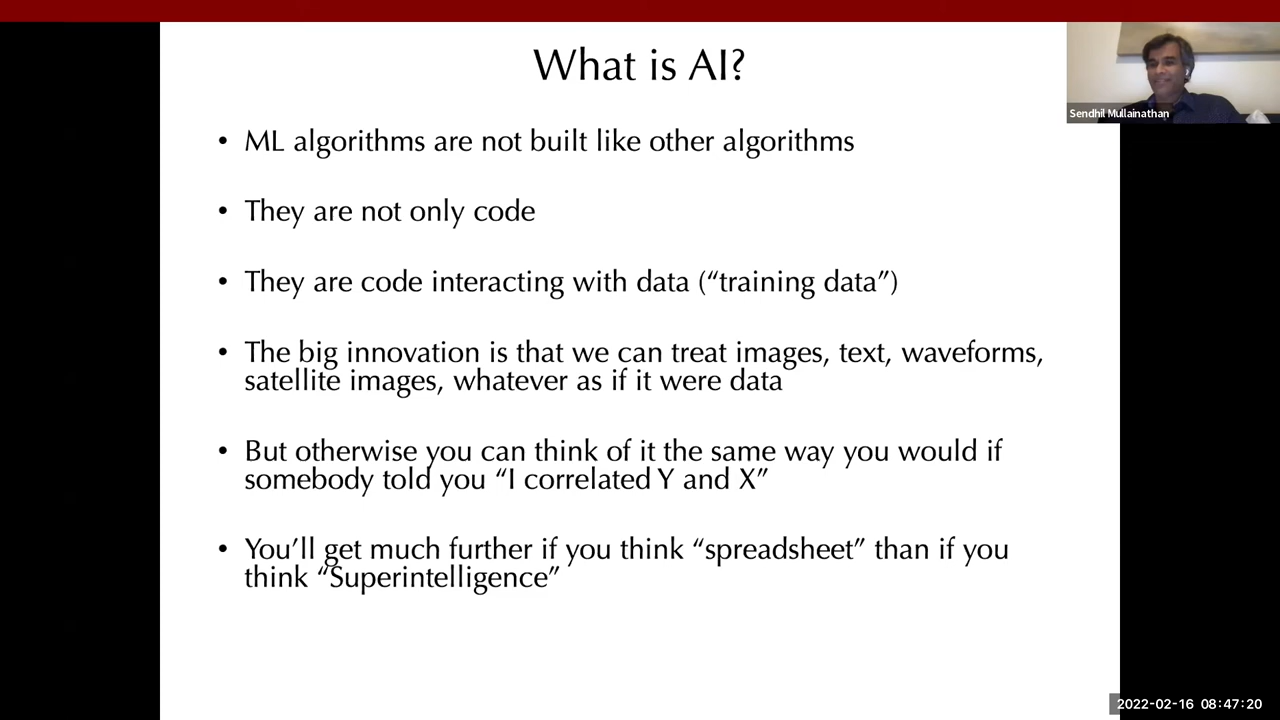 What is AI?
Sendhil Mullainathan
• ML algorithms are not built like other algorithms
• They are not only code
• They are code interacting with data (“training data”)
• The big innovation is that we can treat images, text, waveforms,
satellite images, whatever as if it were data
• But otherwise you can think of it the same way you would if
somebody told you “I correlated Y and X”
• You’ll get much further if you think “spreadsheet” than if you
think “Superintelligence”
2022-02-16 08:47:20